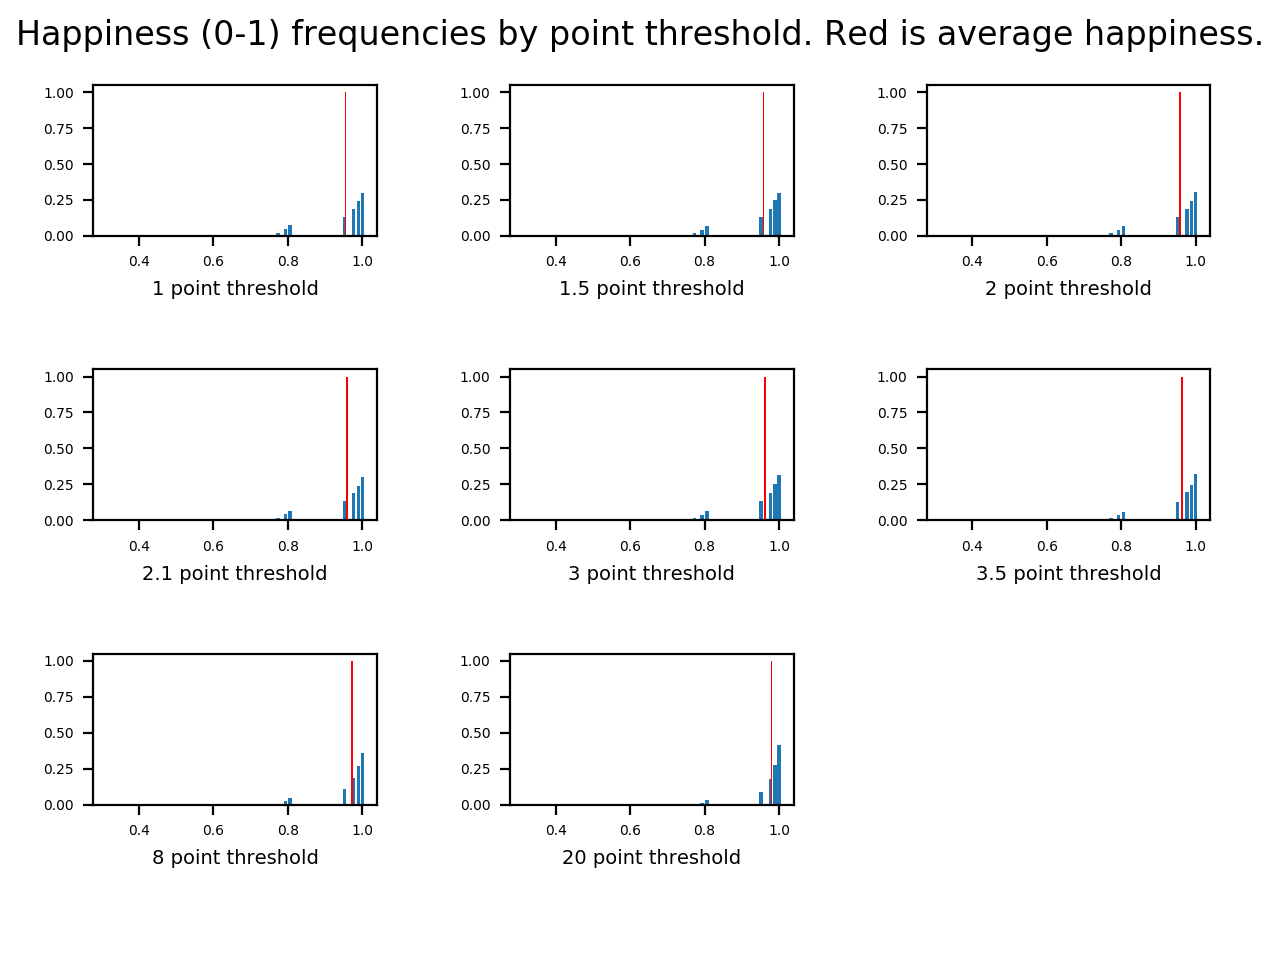 Happiness (0-1) frequencies by point threshold. Red is average happiness.
1.00 1.00 1.00
0.75 0.75 0.75
0.50 0.50 0.50
0.25 0.25 0.25
0.00 0.00 0.00
0.4 0.6 0.8 1.0 0.4 0.6 0.8 1.0 0.4 0.6 0.8 1.0
1 point threshold 1.5 point threshold 2 point threshold
1.00 1.00 1.00
0.75 0.75 0.75
0.50 0.50 0.50
0.25 0.25 0.25
0.00 0.00 0.00
0.4 0.6 0.8 1.0 0.4 0.6 0.8 1.0 0.4 0.6 0.8 1.0
2.1 point threshold 3 point threshold 3.5 point threshold
1.00 1.00
0.75 0.75
0.50 0.50
0.25 0.25
0.00 0.00
0.4 0.6 0.8 1.0 0.4 0.6 0.8 1.0
8 point threshold 20 point threshold